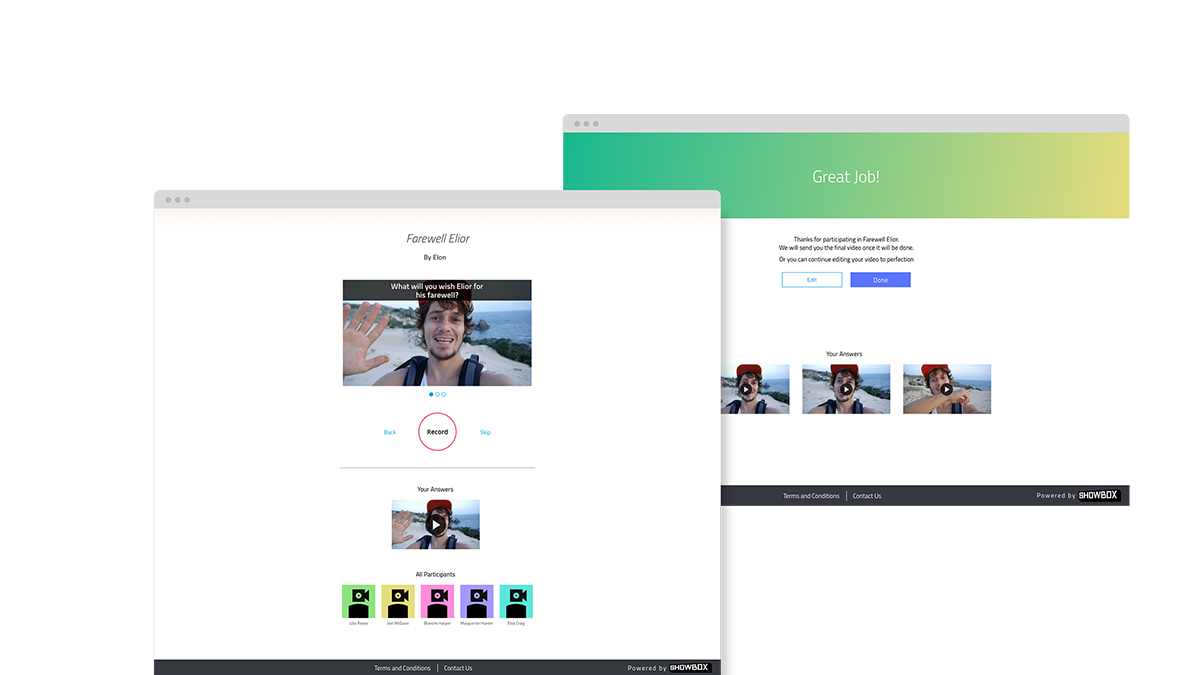 Farewell Elior
By Elon
What will you wish Elior for
his farewell?
Back
Record
Skip
Your Answers
All Participants
Julia Reese
Joel McGuire
Blanche Harper
Marguerite Hunter
Elva Craig
Terms and Conditions | Contact Us
Powered by SHOWBOX
Great Job!
Thanks for participating in Farewell Elior.
We will send you the final video once it will be done.
Or you can continue editing your video to perfection
Edit
Done
Your Answers
Terms and Conditions | Contact Us
Powered by SHOWBOX